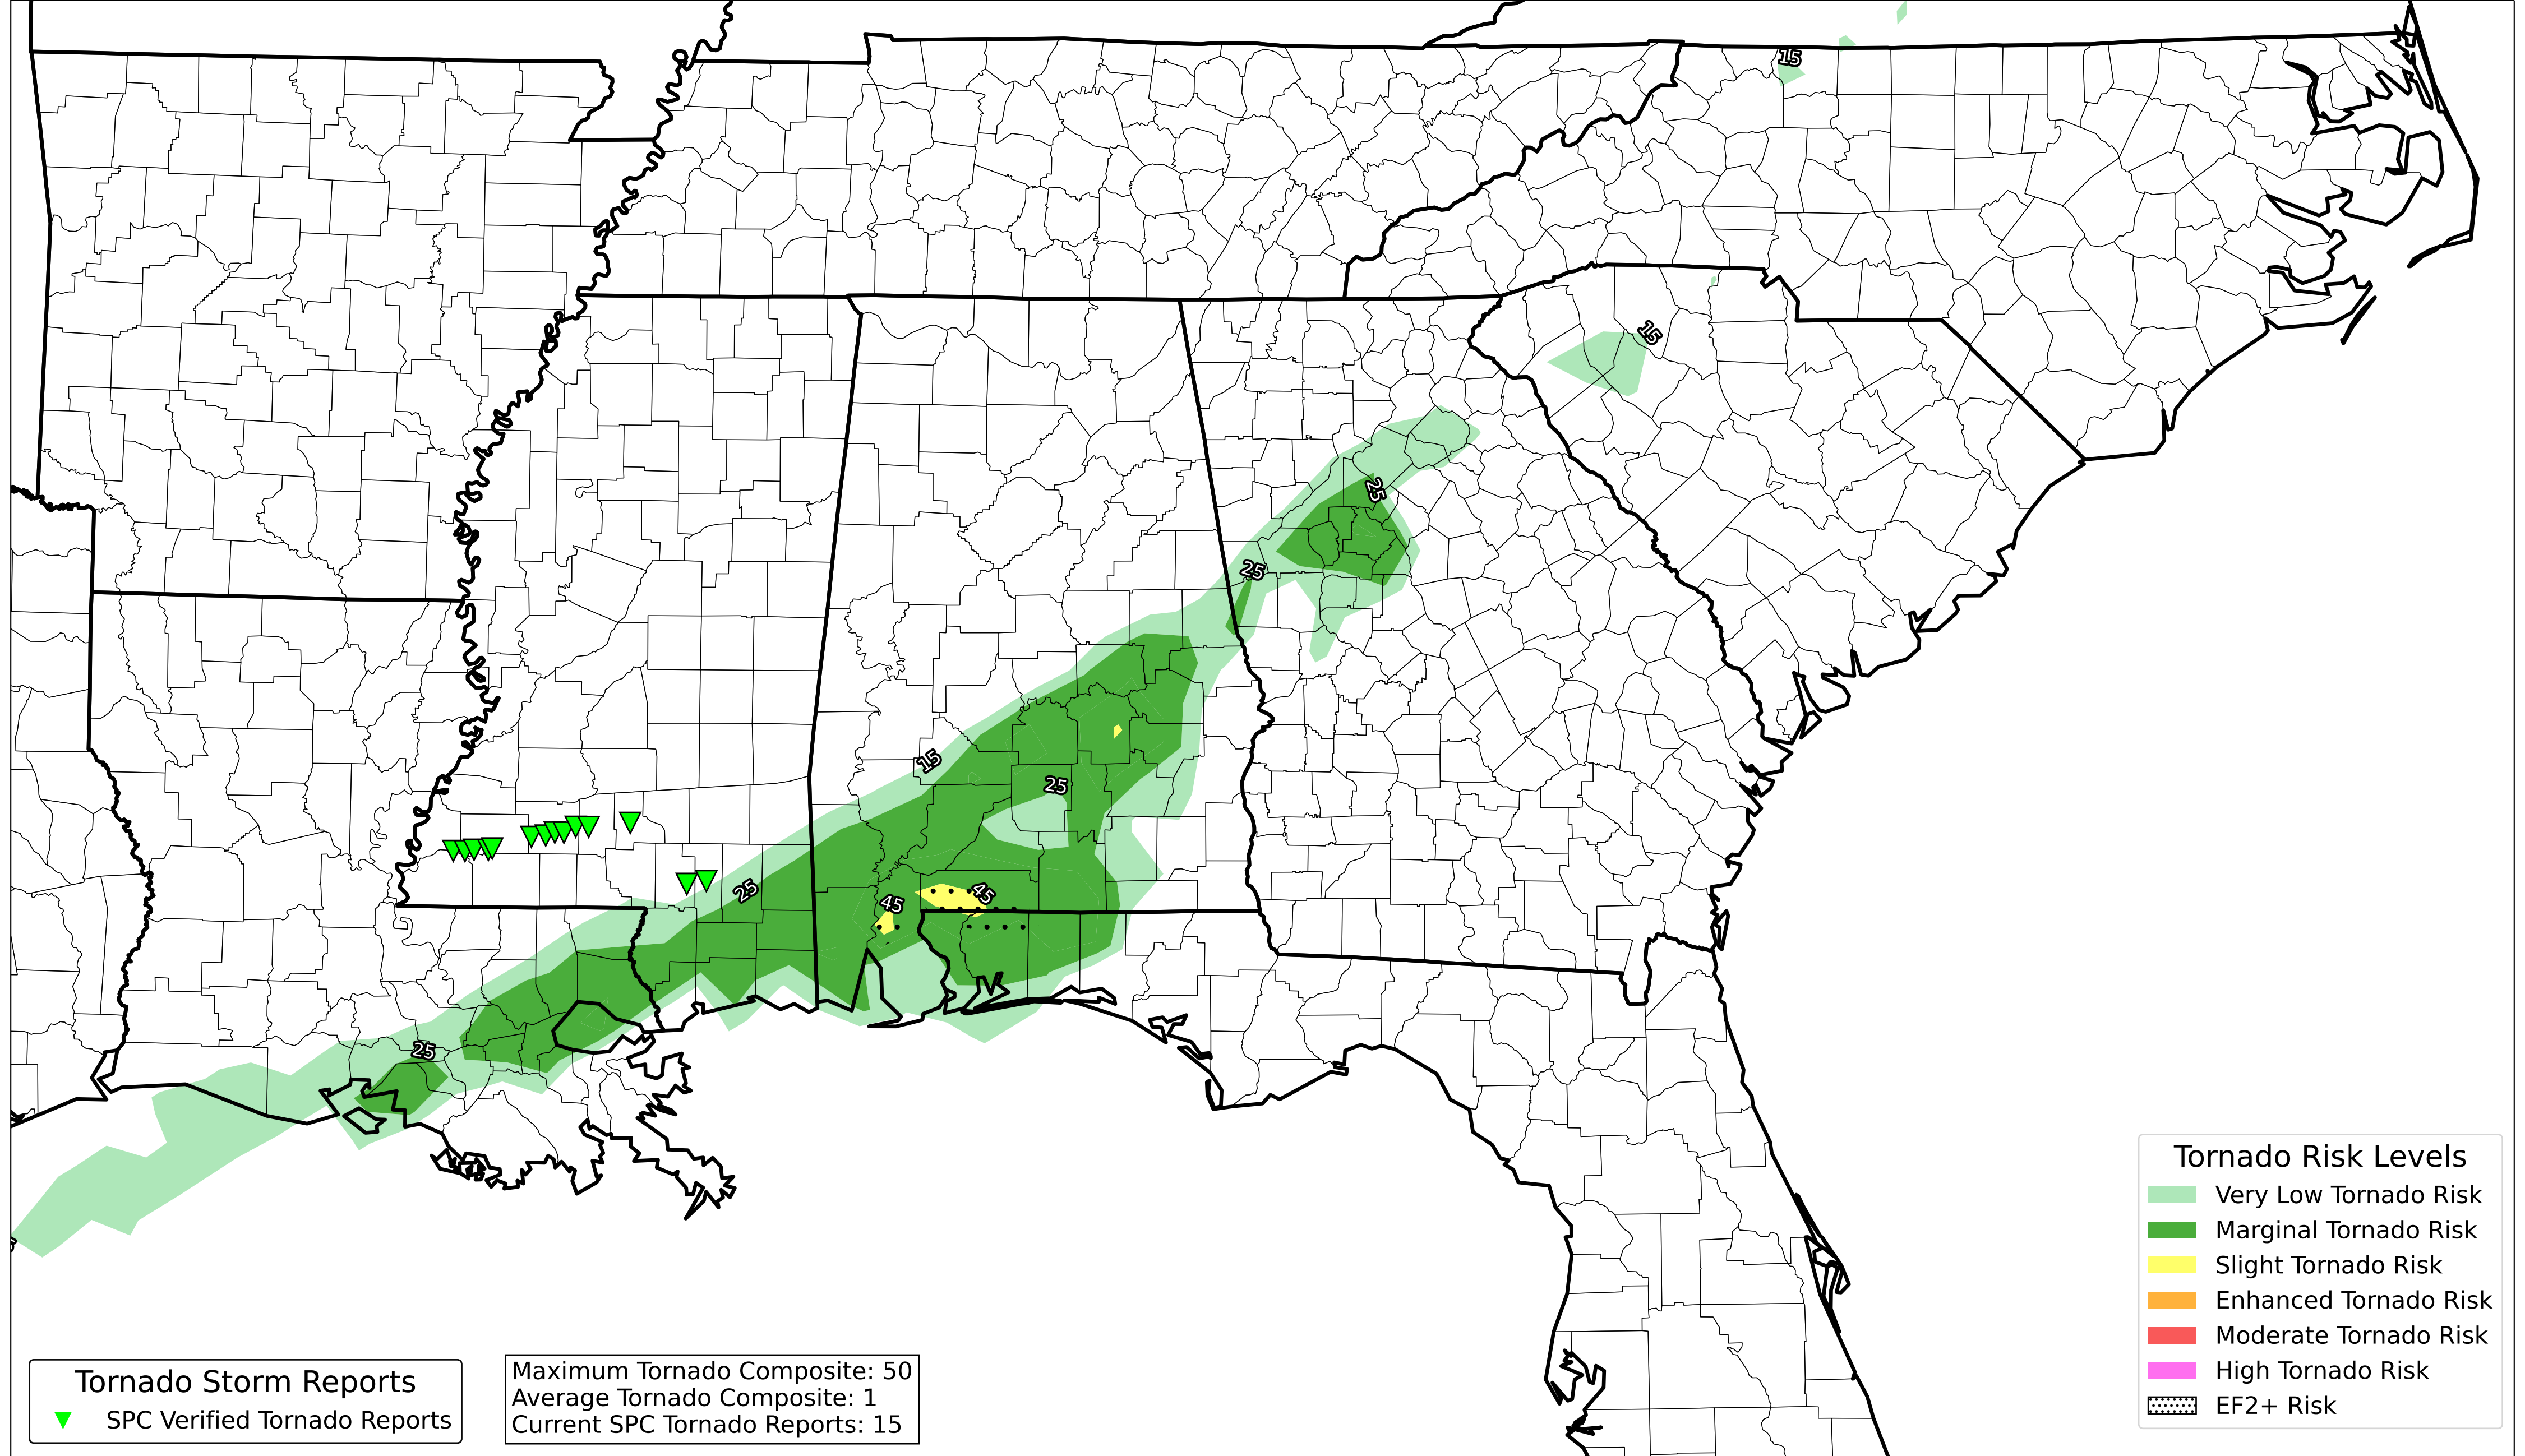 15
15
25
25
15
25
25
45
45
25
Tornado Risk Levels
Very Low Tornado Risk
Marginal Tornado Risk
Slight Tornado Risk
Enhanced Tornado Risk
Moderate Tornado Risk
High Tornado Risk
EF2+ Risk
Tornado Storm Reports
SPC Verified Tornado Reports
Maximum Tornado Composite: 50
Average Tornado Composite: 1
Current SPC Tornado Reports: 15